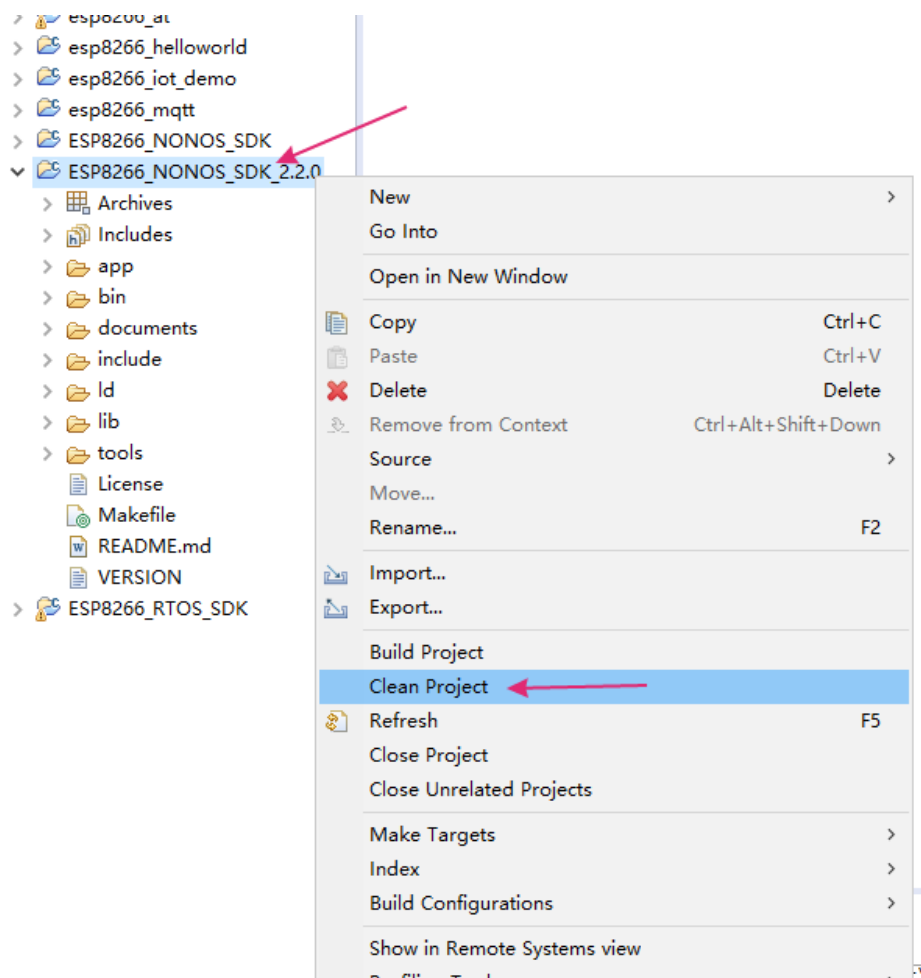 esp8266_at
esp8266_helloworld
esp8266_iot_demo
esp8266_mqtt
ESP8266_NONOS_SDK
ESP8266_NONOS_SDK_2.2.0
Archives
Includes
app
bin
documents
include
ld
lib
tools
License
Makefile
README.md
VERSION
ESP8266_RTOS_SDK
New
Go Into
Open in New Window
Copy Ctrl+C
Paste Ctrl+V
Delete Delete
Remove from Context Ctrl+Alt+Shift+Down
Source
Move...
Rename... F2
Import...
Export...
Build Project
Clean Project
Refresh F5
Close Project
Close Unrelated Projects
Make Targets
Index
Build Configurations
Show in Remote Systems view